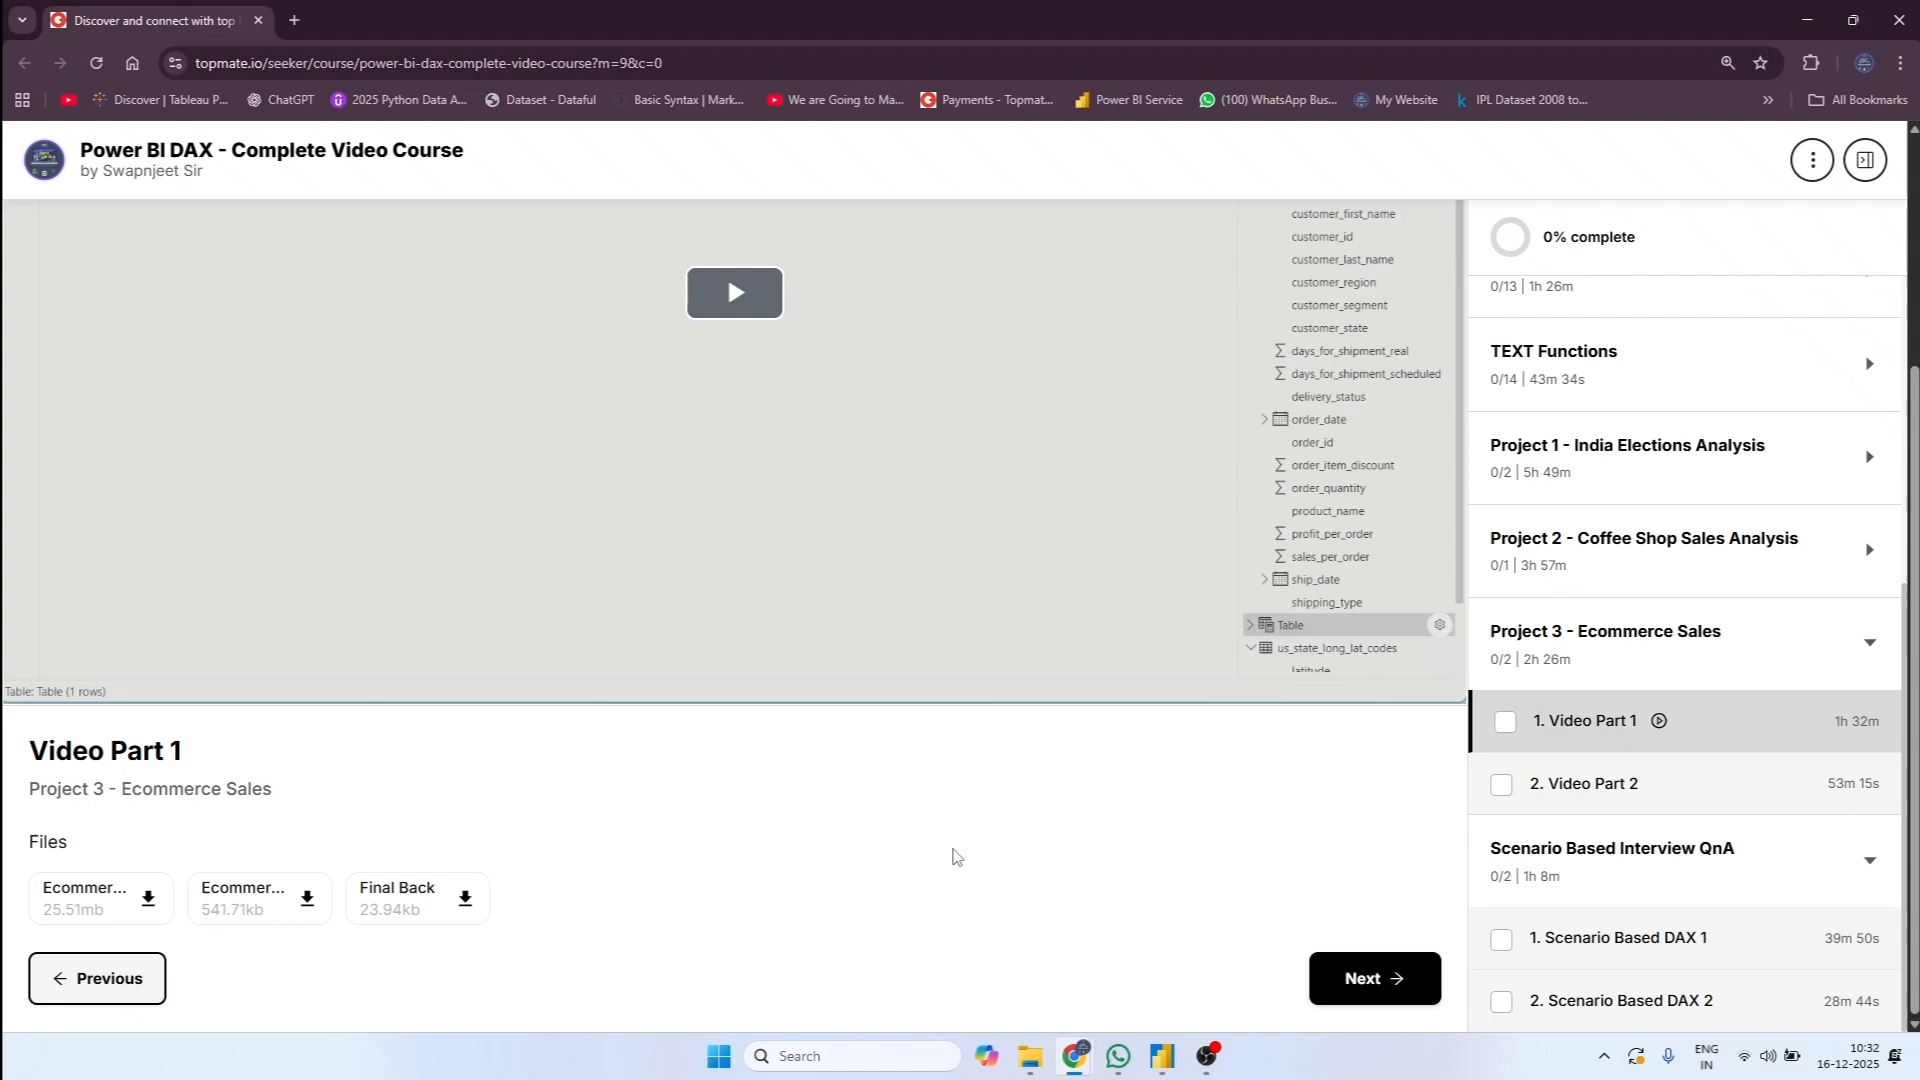 Discover and connect with top
topmate.io/seeker/course/power-bi-dax-complete-video-course?m=9&c=0
Discover | Tableau P...
ChatGPT
2025 Python Data A...
Dataset - Dataful
Basic Syntax | Mark...
We are Going to Ma...
Payments - Topmat...
Power BI Service
(100) WhatsApp Bus...
My Website
IPL Dataset 2008 to...
All Bookmarks
Power BI DAX - Complete Video Course
by Swapnjeet Sir
customer_first_name
customer_id
customer_last_name
customer_region
customer_segment
customer_state
days_for_shipment_real
days_for_shipment_scheduled
delivery_status
order_date
order_id
order_item_discount
order_quantity
product_name
profit_per_order
sales_per_order
ship_date
shipping_type
Table
us_state_long_lat_codes
latitude
Table: Table (1 rows)
0% complete
0/13 | 1h 26m
TEXT Functions
0/14 | 43m 34s
Project 1 - India Elections Analysis
0/2 | 5h 49m
Project 2 - Coffee Shop Sales Analysis
0/1 | 3h 57m
Project 3 - Ecommerce Sales
0/2 | 2h 26m
1. Video Part 1 1h 32m
2. Video Part 2 53m 15s
Scenario Based Interview QnA
0/2 | 1h 8m
1. Scenario Based DAX 1 39m 50s
2. Scenario Based DAX 2 28m 44s
Video Part 1
Project 3 - Ecommerce Sales
Files
Ecommer...
25.51mb
Ecommer...
541.71kb
Final Back
23.94kb
Previous
Next
Search
ENG
IN
10:32
16-12-2025